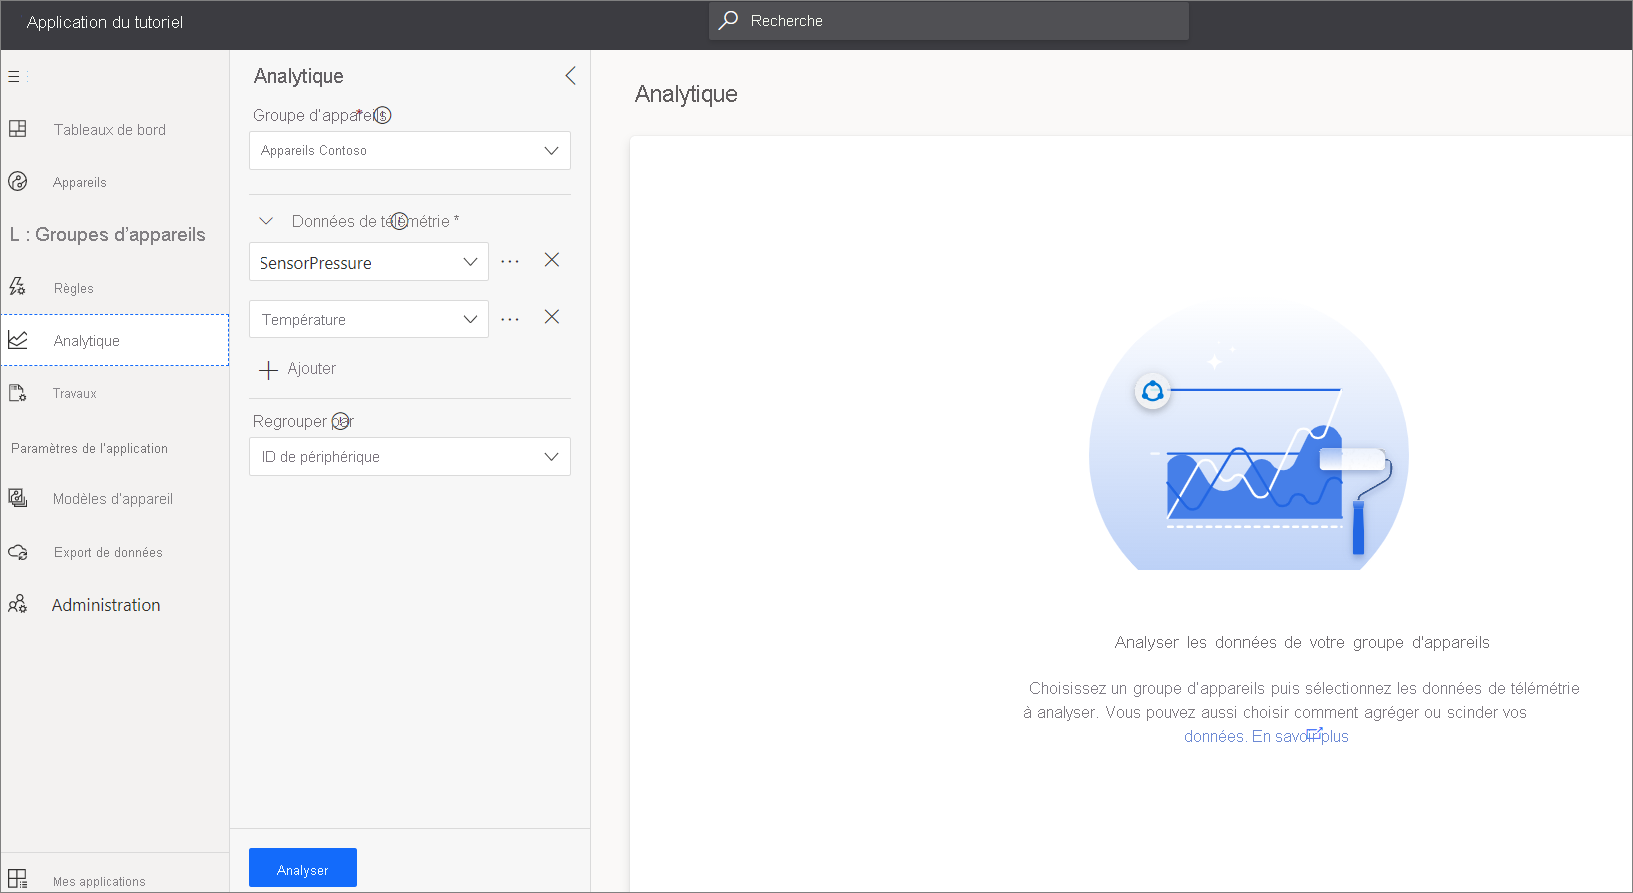 Application du tutoriel
Recherche
Tableaux de bord
Appareils
L : Groupes d'appareils
Règles
Analytique
Travaux
Paramètres de l'application
Modèles d'appareil
Export de données
Administration
Mes applications
Analytique
Groupe d'appareils *
Appareils Contoso
Données de télémétrie *
SensorPressure
Température
Ajouter
Regrouper par
ID de périphérique
Analyser
Analytique
Analyser les données de votre groupe d'appareils
Choisissez un groupe d'appareils puis sélectionnez les données de télémétrie
à analyser. Vous pouvez aussi choisir comment agréger ou scinder vos
données. En savoir plus